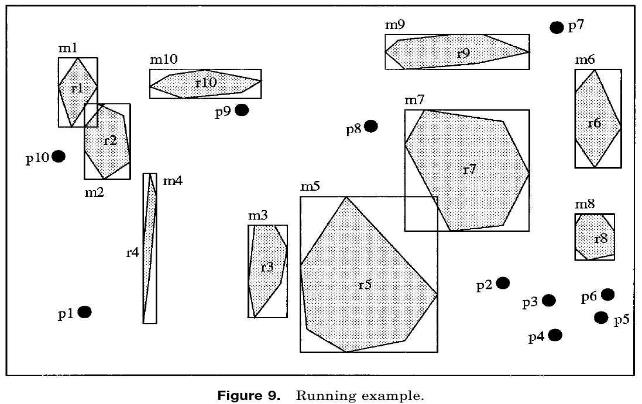 m9
p7
m1
m10
r9
m6
r1
r10
m7
p9
p8
r6
r2
p10
r7
m2
m4
m5
m3
m8
r4
r8
r3
r5
p2
p6
p3
p1
p5
p4
Figure 9. Running example.